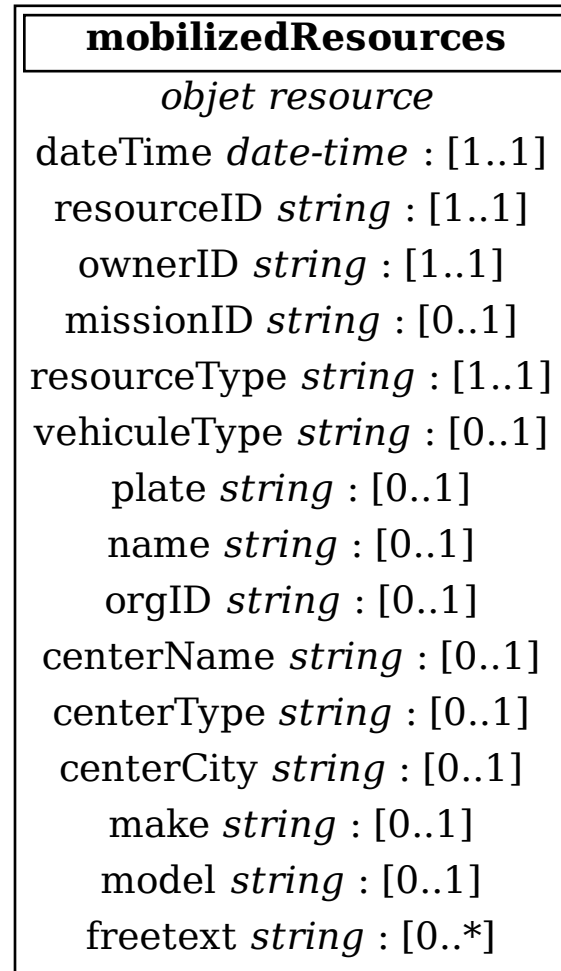 mobilizedResources
objet resource
dateTime date-time : [1..1]
resourceID string : [1..1]
ownerID string : [1..1]
missionID string : [0..1]
resourceType string : [1..1]
vehiculeType string : [0..1]
plate string : [0..1]
name string : [0..1]
orgID string : [0..1]
centerName string : [0..1]
centerType string : [0..1]
centerCity string : [0..1]
make string : [0..1]
model string : [0..1]
freetext string : [0..*]